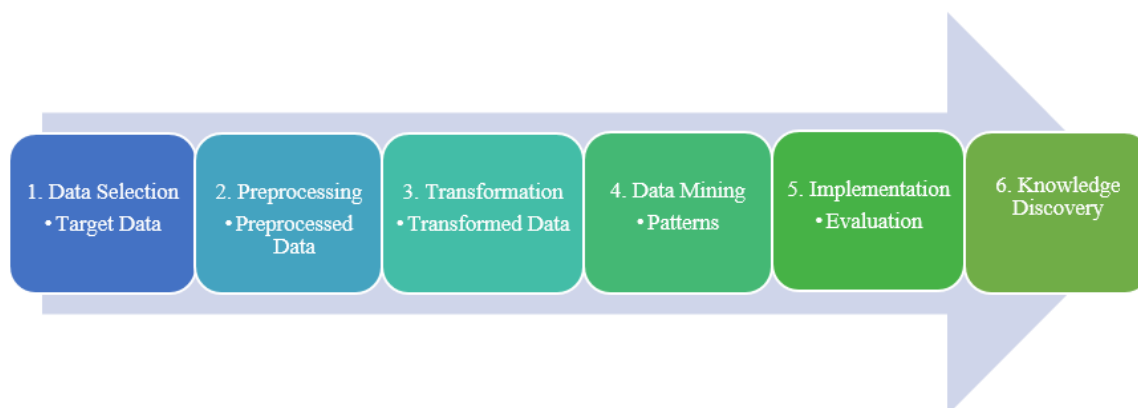 1. Data Selection
• Target Data
2. Preprocessing
• Preprocessed
Data
3. Transformation
• Transformed Data
4. Data Mining
• Patterns
5. Implementation
• Evaluation
6. Knowledge
Discovery